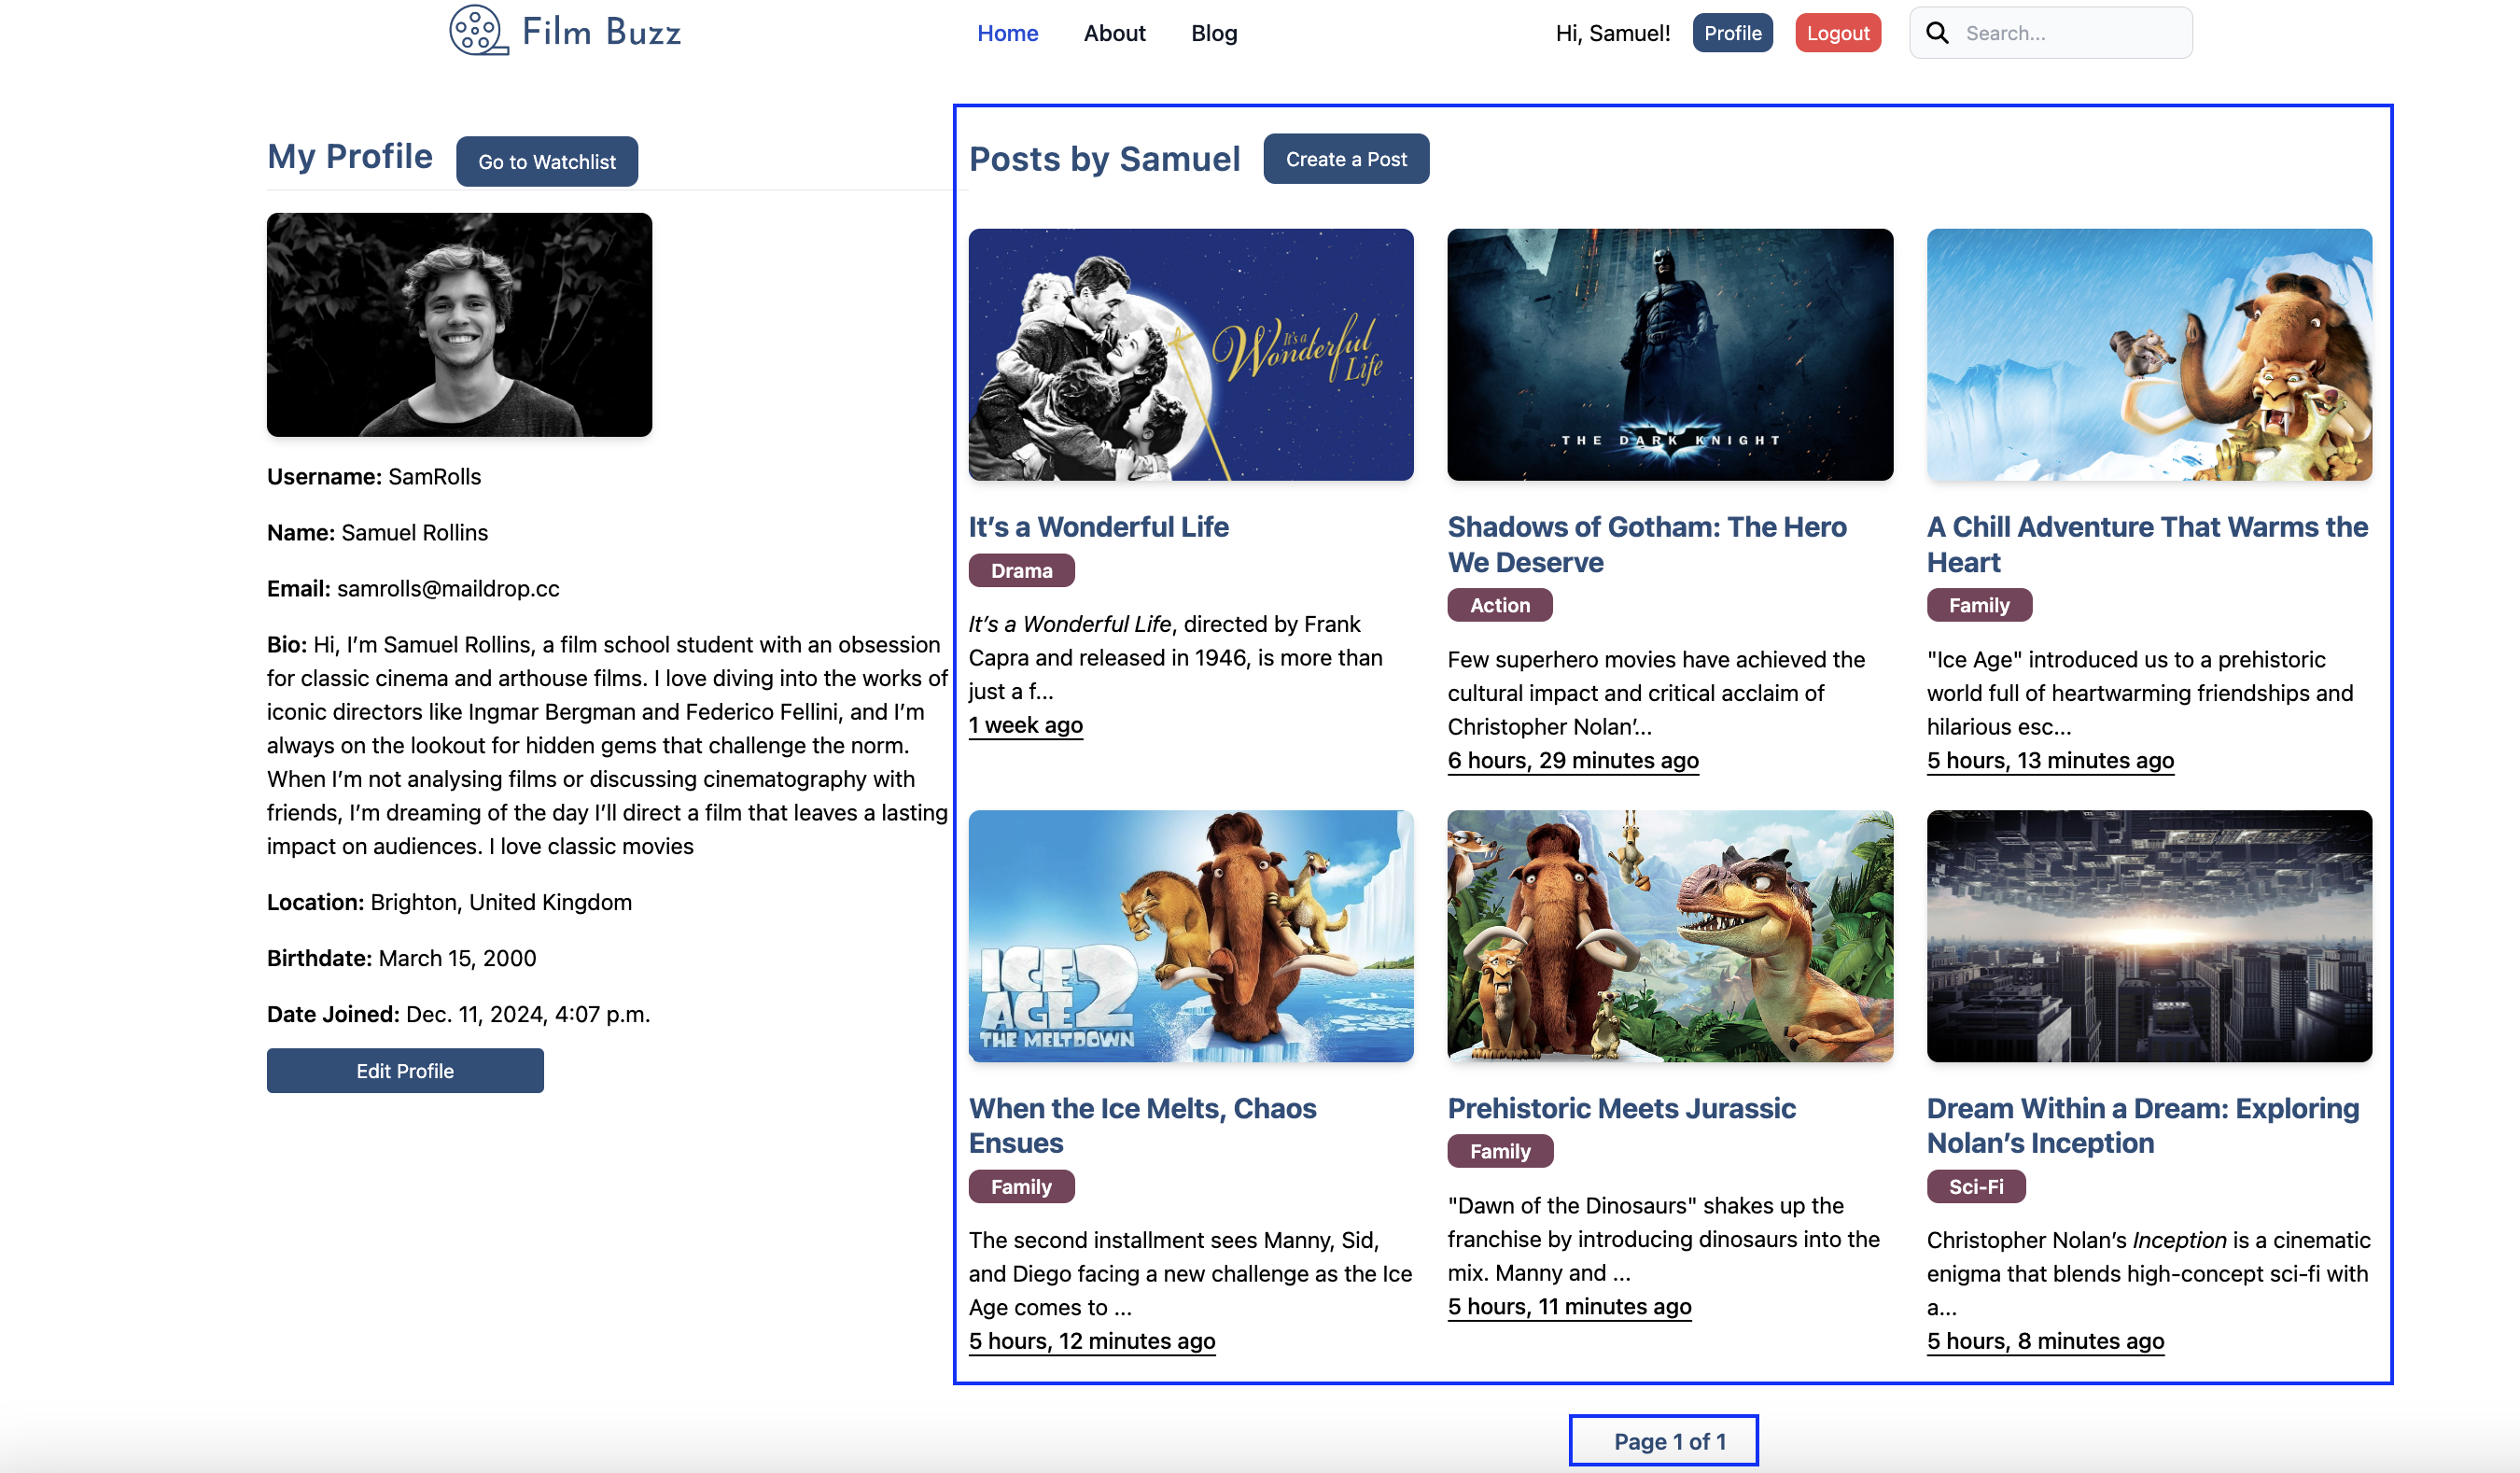 Film Buzz
Home
About
Blog
Hi, Samuel!
Profile
Logout
Search...
My Profile
Go to Watchlist
Username: SamRolls
Name: Samuel Rollins
Email: samrolls@maildrop.cc
Bio: Hi, I’m Samuel Rollins, a film school student with an obsession
for classic cinema and arthouse films. I love diving into the works of
iconic directors like Ingmar Bergman and Federico Fellini, and I’m
always on the lookout for hidden gems that challenge the norm.
When I’m not analysing films or discussing cinematography with
friends, I’m dreaming of the day I’ll direct a film that leaves a lasting
impact on audiences. I love classic movies
Location: Brighton, United Kingdom
Birthdate: March 15, 2000
Date Joined: Dec. 11, 2024, 4:07 p.m.
Edit Profile
Posts by Samuel
Create a Post
It's a
Wonderful
Life
It’s a Wonderful Life
Drama
It’s a Wonderful Life, directed by Frank
Capra and released in 1946, is more than
just a f...
1 week ago
THE DARK KNIGHT
Shadows of Gotham: The Hero
We Deserve
Action
Few superhero movies have achieved the
cultural impact and critical acclaim of
Christopher Nolan’...
6 hours, 29 minutes ago
A Chill Adventure That Warms the
Heart
Family
"Ice Age" introduced us to a prehistoric
world full of heartwarming friendships and
hilarious esc...
5 hours, 13 minutes ago
ICE
AGE 2
THE MELTDOWN
When the Ice Melts, Chaos
Ensues
Family
The second installment sees Manny, Sid,
and Diego facing a new challenge as the Ice
Age comes to ...
5 hours, 12 minutes ago
Prehistoric Meets Jurassic
Family
"Dawn of the Dinosaurs" shakes up the
franchise by introducing dinosaurs into the
mix. Manny and ...
5 hours, 11 minutes ago
Dream Within a Dream: Exploring
Nolan’s Inception
Sci-Fi
Christopher Nolan’s Inception is a cinematic
enigma that blends high-concept sci-fi with
a...
5 hours, 8 minutes ago
Page 1 of 1